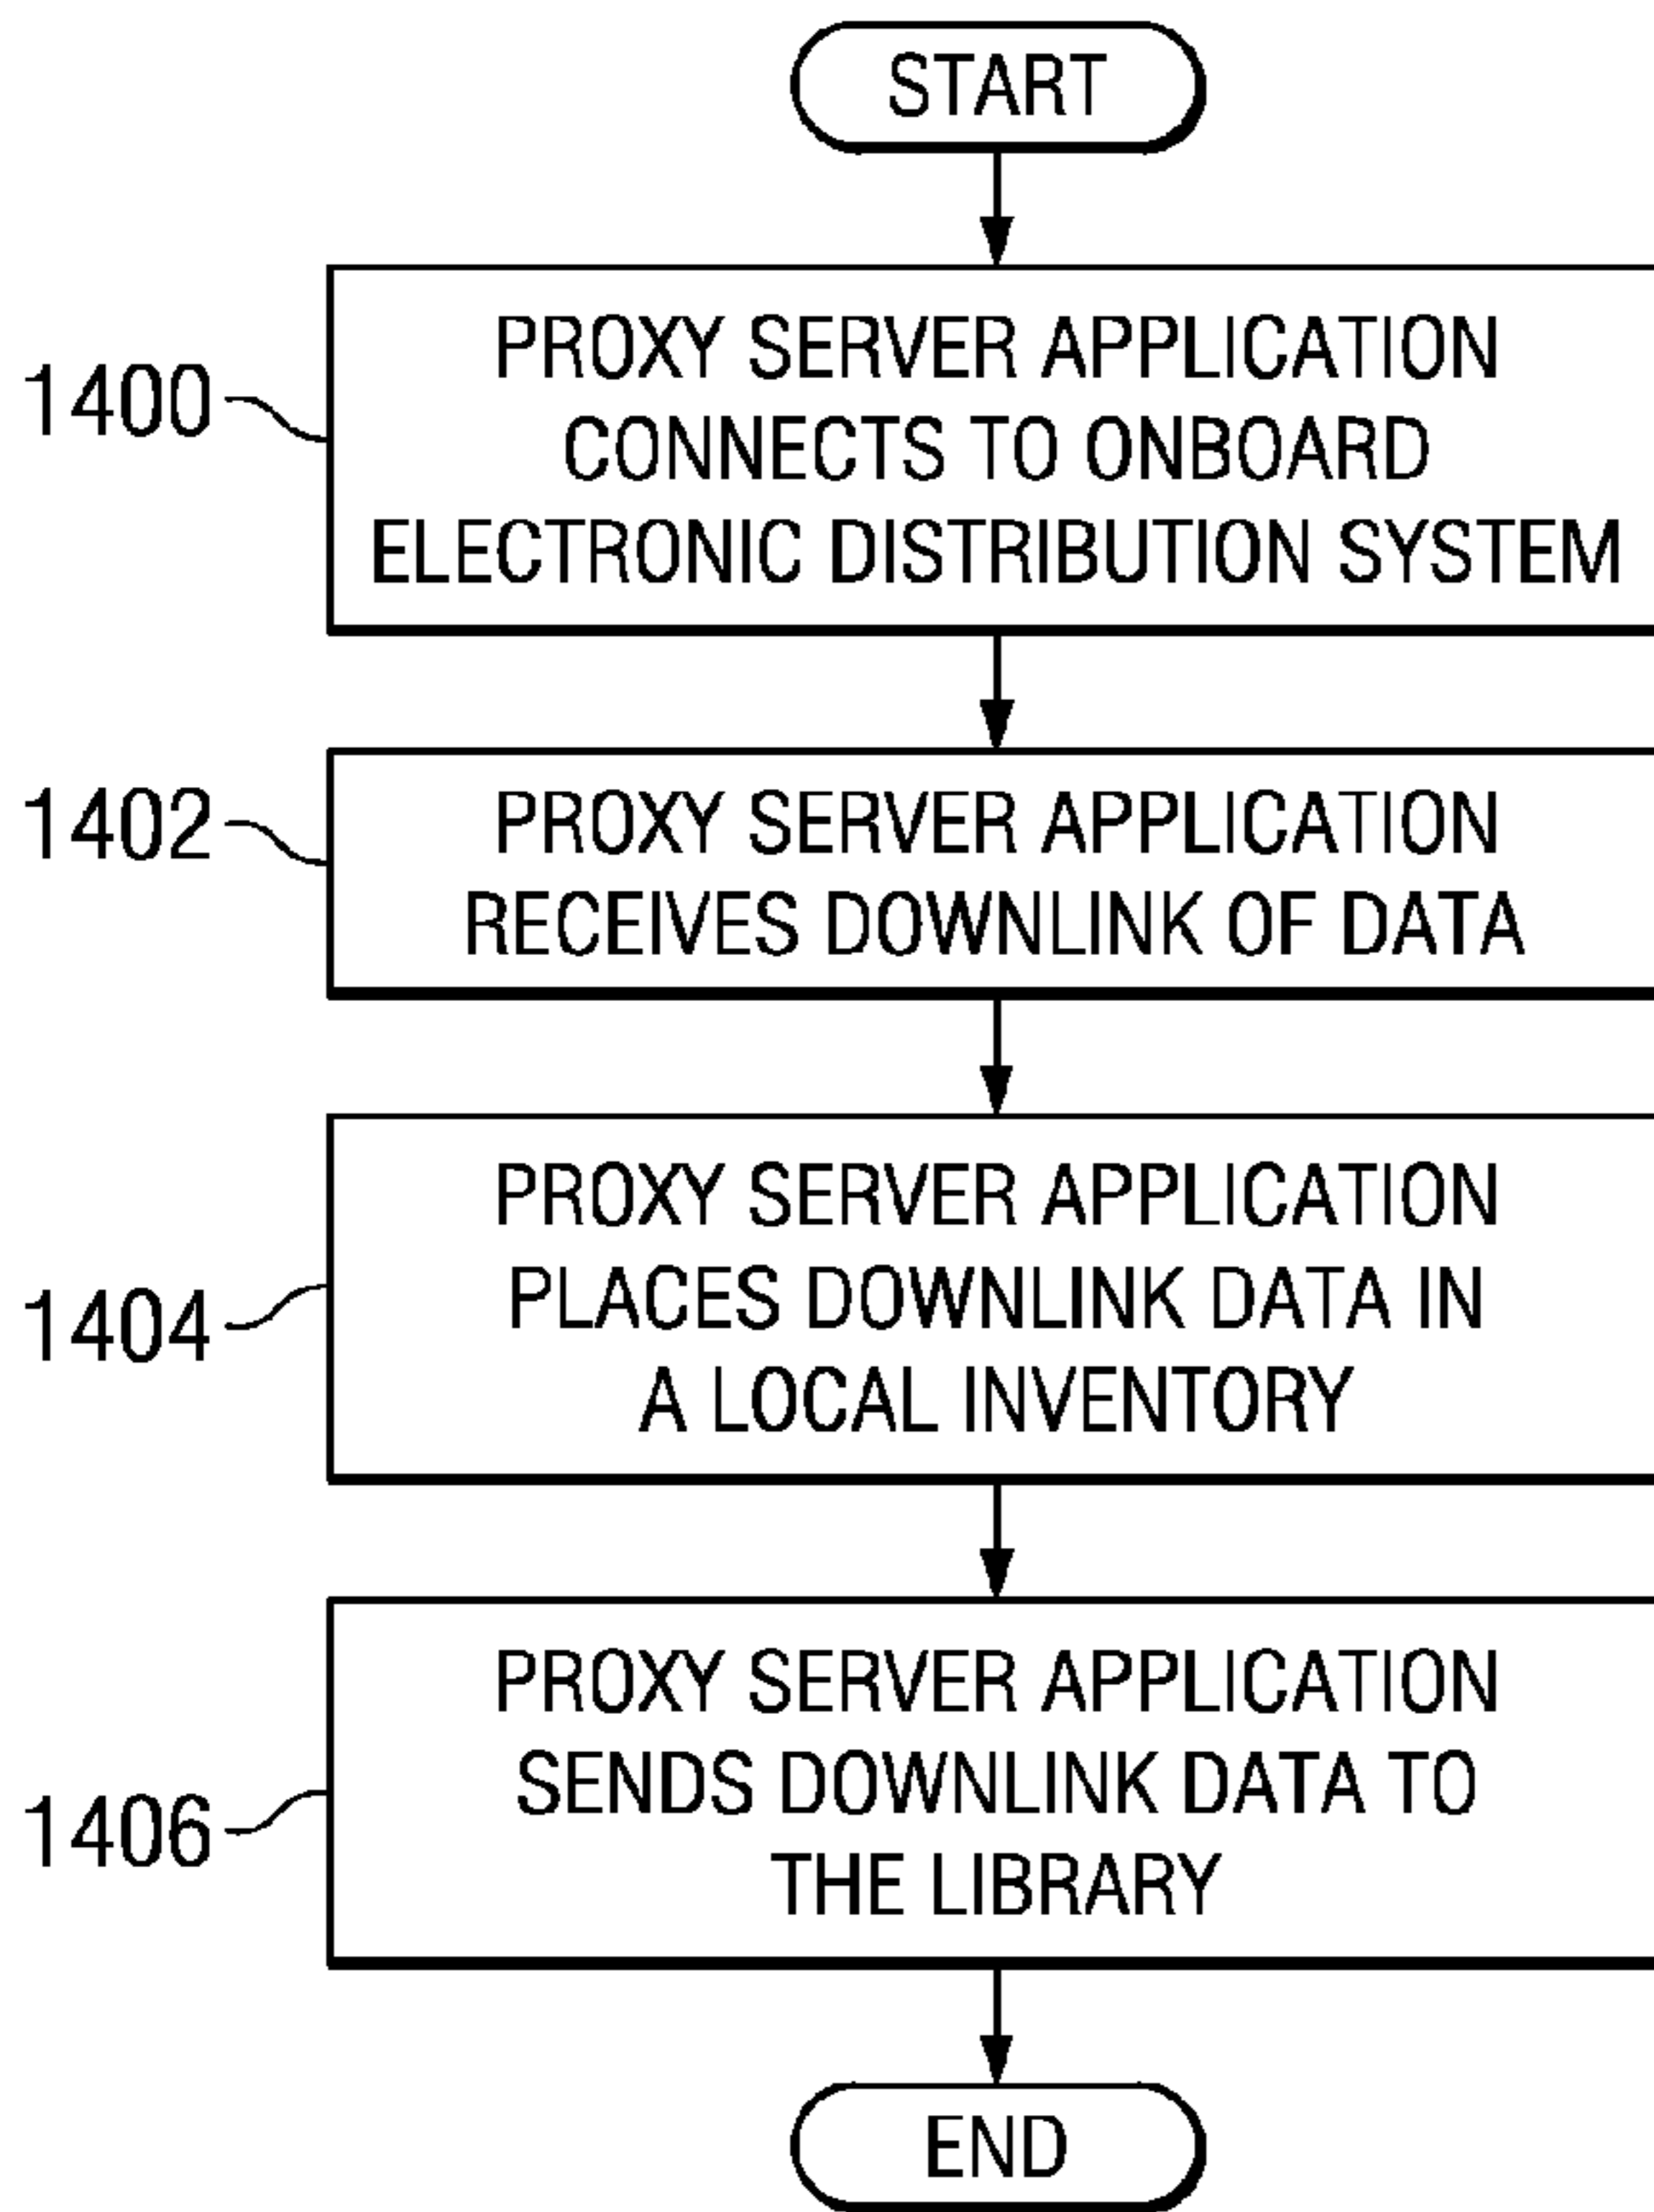 START
1400
PROXY SERVER APPLICATION
CONNECTS TO ONBOARD
ELECTRONIC DISTRIBUTION SYSTEM
1402
PROXY SERVER APPLICATION
RECEIVES DOWNLINK OF DATA
1404
PROXY SERVER APPLICATION
PLACES DOWNLINK DATA IN
A LOCAL INVENTORY
1406
PROXY SERVER APPLICATION
SENDS DOWNLINK DATA TO
THE LIBRARY
END